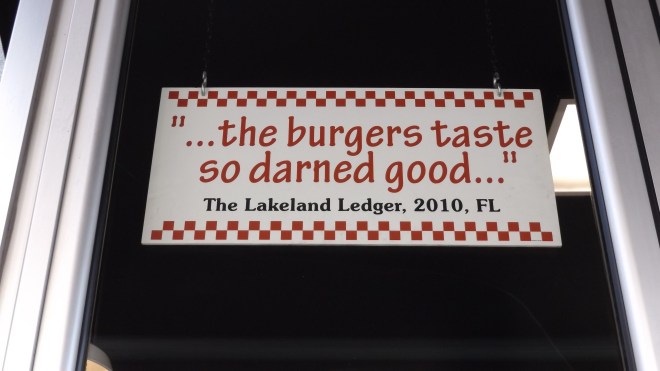 "...the burgers taste
so darned good..."
The Lakeland Ledger, 2010, FL